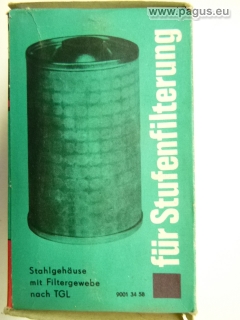 www.pagus.eu
für Stufenfilterung
Stahlgehäuse
mit Filtergewebe
nach TGL
9001 34 58